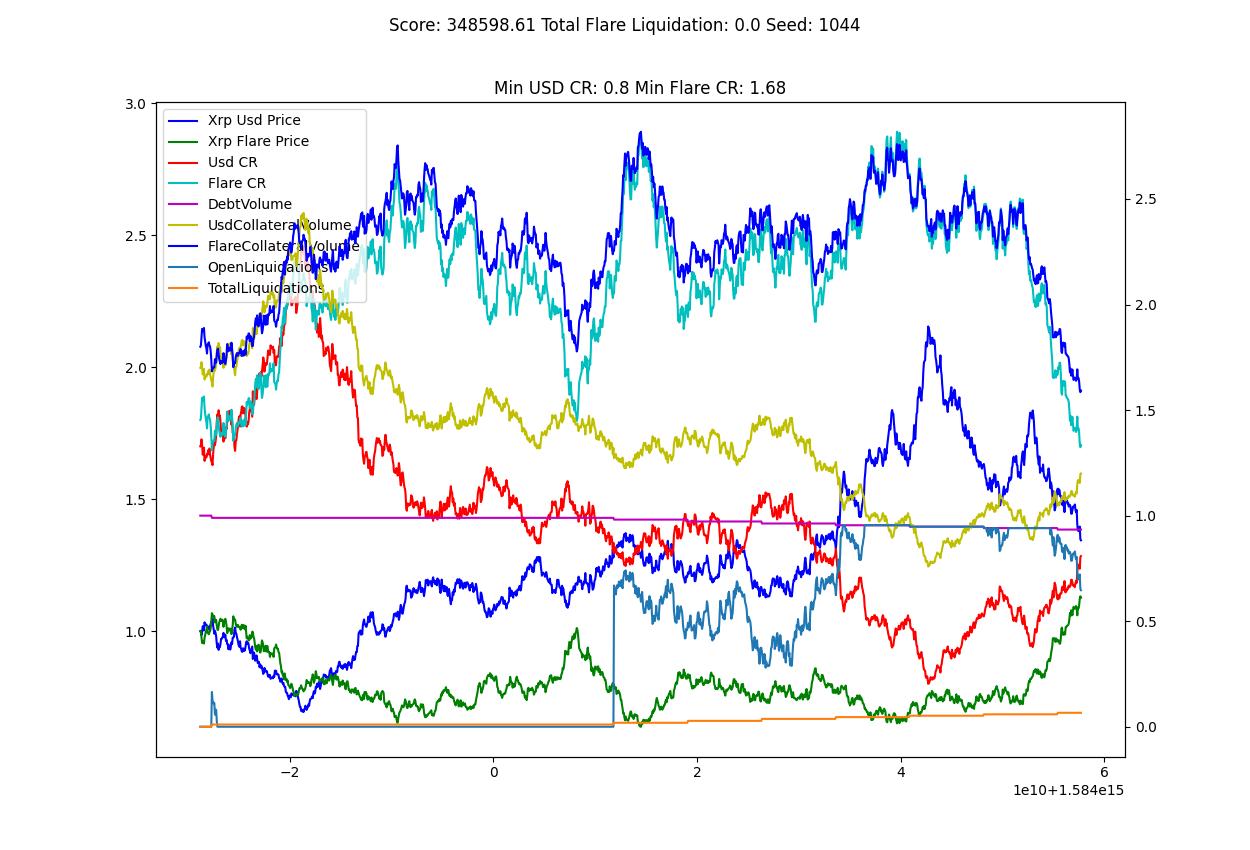 Score: 348598.61 Total Flare Liquidation: 0.0 Seed: 1044
Min USD CR: 0.8 Min Flare CR: 1.68
Xrp Usd Price
Xrp Flare Price
Usd CR
Flare CR
DebtVolume
UsdCollateralVolume
FlareCollateralVolume
OpenLiquidations
TotalLiquidations
3.0
2.5
2.0
1.5
1.0
2.5
2.0
1.5
1.0
0.5
0.0
−2
0
2
4
6
1e10+1.584e15